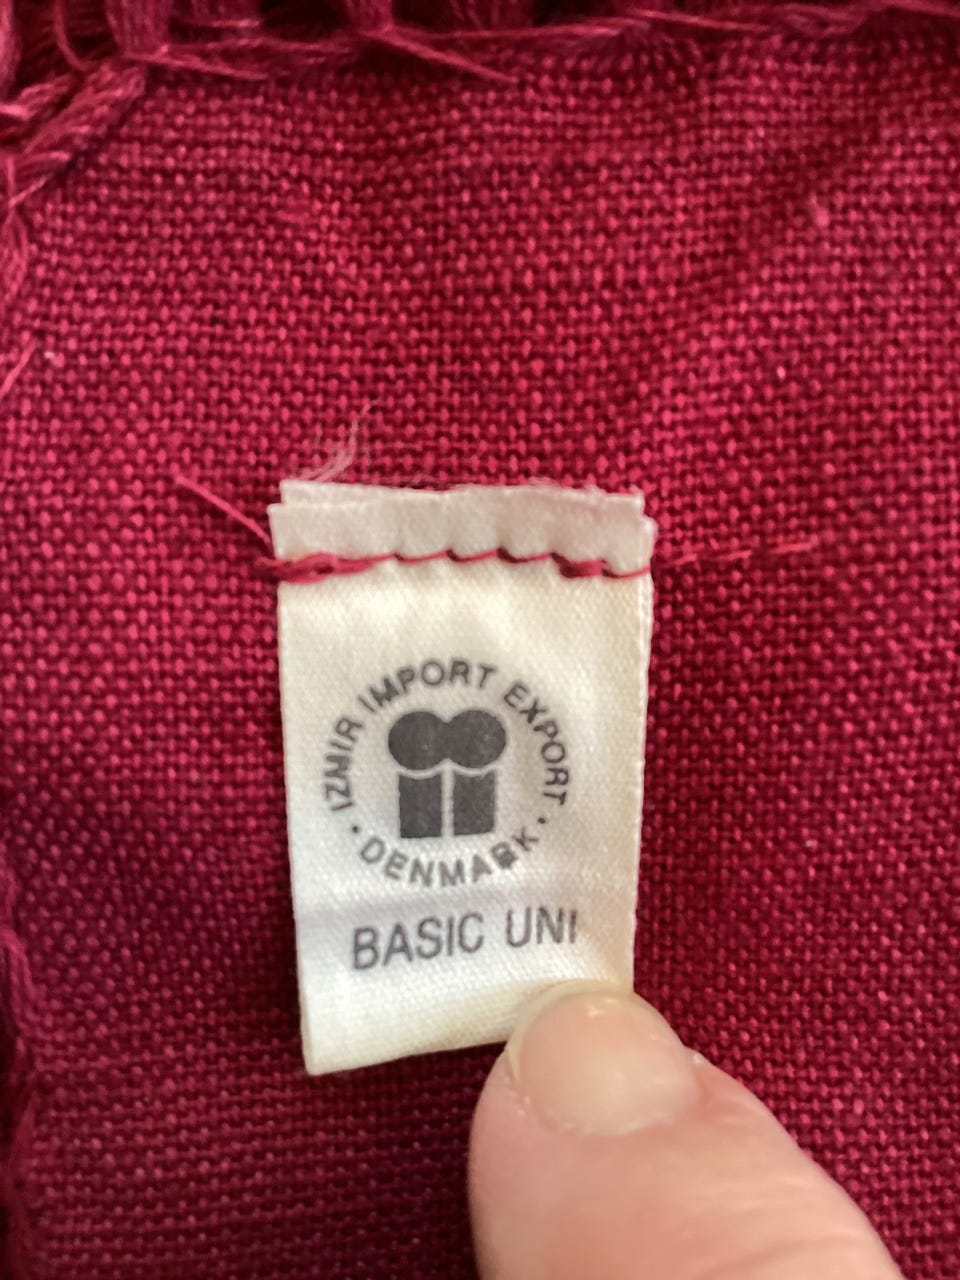 IZMIR IMPORT EXPORT
· DENMARK ·
BASIC UNI